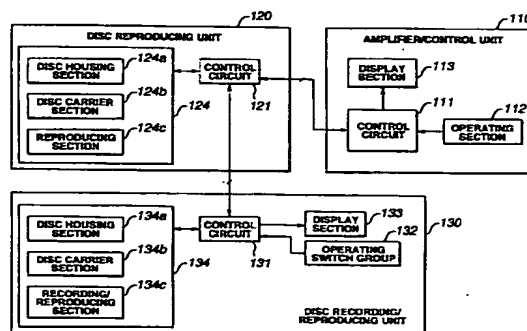 120
DISC REPRODUCING UNIT
DISC HOUSING
SECTION
124a
DISC CARRIER
SECTION
124b
REPRODUCING
SECTION
124c
124
CONTROL
CIRCUIT
121
110
AMPLIFIER/CONTROL UNIT
DISPLAY
SECTION
113
111
CONTROL
CIRCUIT
112
OPERATING
SECTION
DISC HOUSING
SECTION
134a
DISC CARRIER
SECTION
134b
RECORDING/
REPRODUCING
SECTION
134c
134
CONTROL
CIRCUIT
131
DISPLAY
SECTION
133
132
OPERATING
SWITCH GROUP
130
DISC RECORDING/
REPRODUCING UNIT